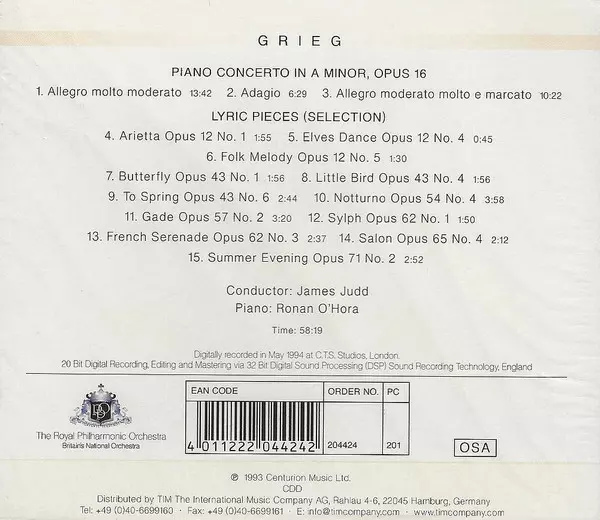 GRIEG
PIANO CONCERTO IN A MINOR, OPUS 16
1. Allegro molto moderato 13:42 2. Adagio 6:29 3. Allegro moderato molto e marcato 10:22
LYRIC PIECES (SELECTION)
4. Arietta Opus 12 No. 1 1:55 5. Elves Dance Opus 12 No. 4 0:45
6. Folk Melody Opus 12 No. 5 1:30
7. Butterfly Opus 43 No. 1 1:56 8. Little Bird Opus 43 No. 4 1:56
9. To Spring Opus 43 No. 6 2:44 10. Notturno Opus 54 No. 4 3:58
11. Gade Opus 57 No. 2 3:20 12. Sylph Opus 62 No. 1 1:50
13. French Serenade Opus 62 No. 3 2:37 14. Salon Opus 65 No. 4 2:12
15. Summer Evening Opus 71 No. 2 2:52
Conductor: James Judd
Piano: Ronan O'Hora
Time: 58:19
Digitally recorded in May 1994 at C.T.S. Studios, London.
20 Bit Digital Recording, Editing and Mastering via 32 Bit Digital Sound Processing (DSP) Sound Recording Technology, England
RPO
The Royal Philharmonic Orchestra
Britain's National Orchestra
EAN CODE
4 011222 044242
ORDER NO.
204424
PC
201
OSA
℗ 1993 Centurion Music Ltd.
CDD
Distributed by TIM The International Music Company AG, Rahlau 4-6, 22045 Hamburg, Germany
Tel: +49 (0)40-6699160 · Fax: +49 (0)40-6699161 · E: info@timcompany.com · http://www.timcompany.com